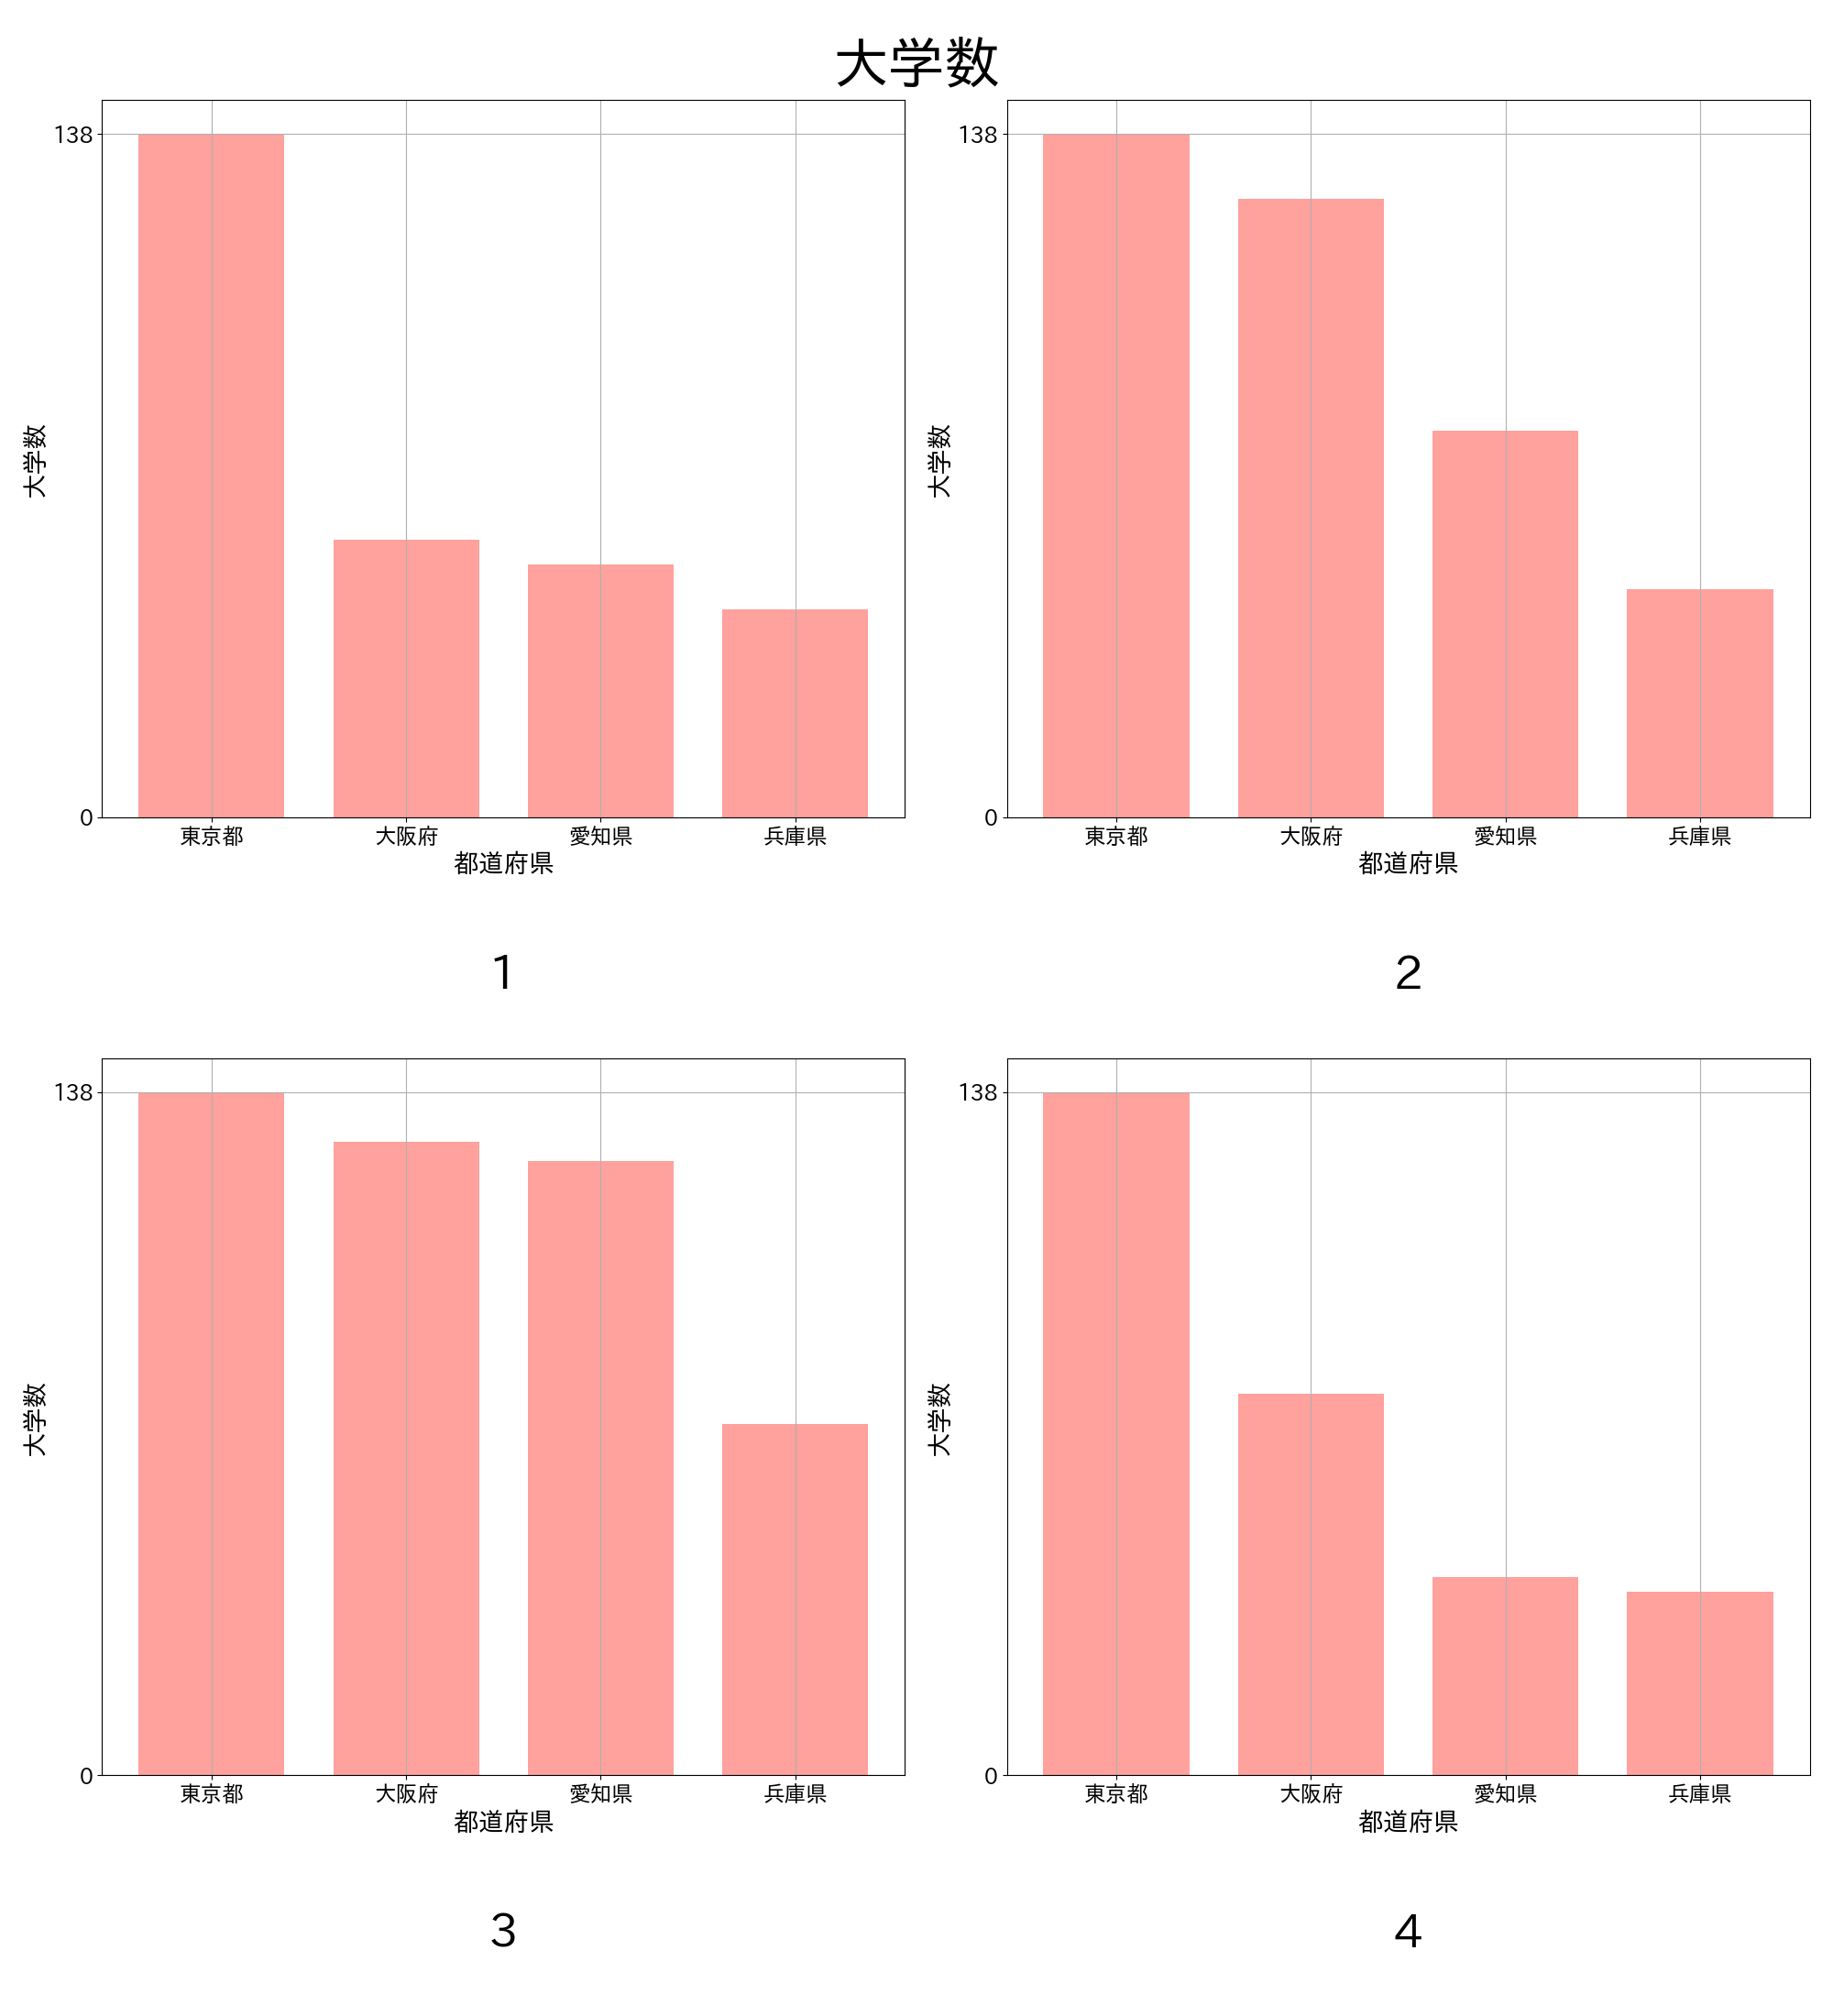 大学数
138
0
大学数
東京都 大阪府 愛知県 兵庫県
都道府県
1
138
0
大学数
東京都 大阪府 愛知県 兵庫県
都道府県
2
138
0
大学数
東京都 大阪府 愛知県 兵庫県
都道府県
3
138
0
大学数
東京都 大阪府 愛知県 兵庫県
都道府県
4